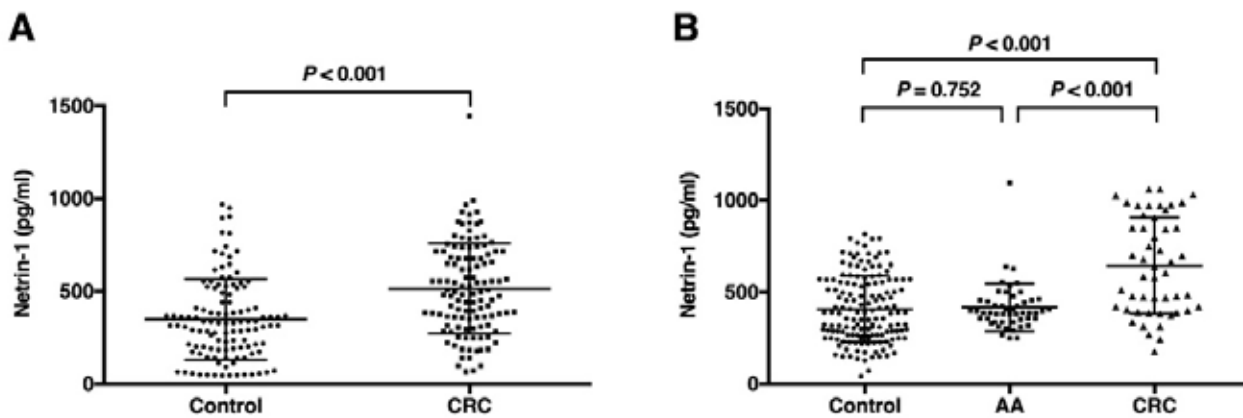 A
P < 0.001
1500
1000
500
0
Netrin-1 (pg/ml)
Control
CRC
B
P < 0.001
P = 0.752
P < 0.001
1500
1000
500
0
Netrin-1 (pg/ml)
Control
AA
CRC